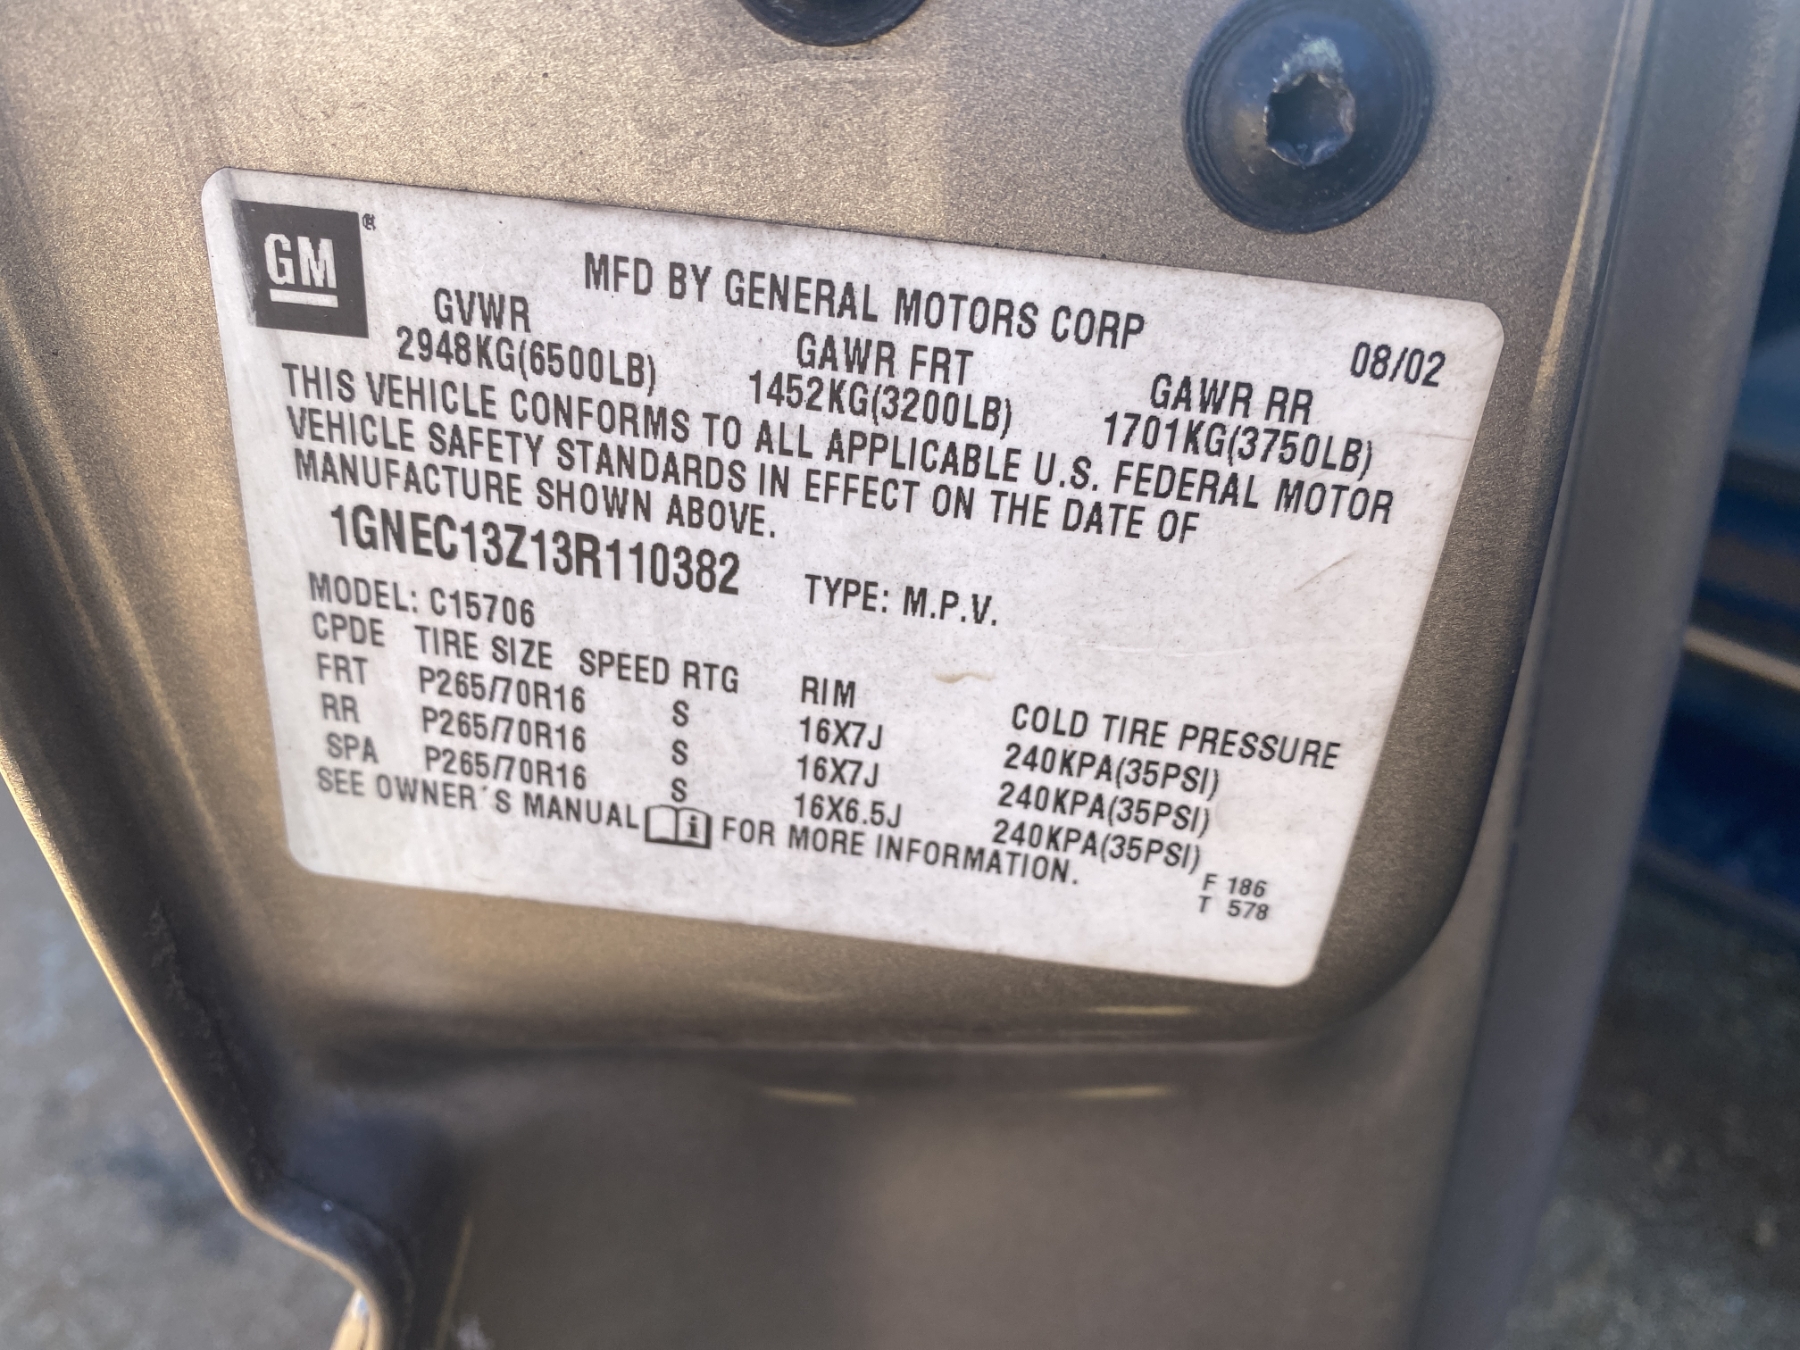 GM ®
MFD BY GENERAL MOTORS CORP
08/02
GVWR GAWR FRT GAWR RR
2948KG(6500LB) 1452KG(3200LB) 1701KG(3750LB)
THIS VEHICLE CONFORMS TO ALL APPLICABLE U.S. FEDERAL MOTOR
VEHICLE SAFETY STANDARDS IN EFFECT ON THE DATE OF
MANUFACTURE SHOWN ABOVE.
1GNEC13Z13R110382 TYPE: M.P.V.
MODEL: C15706
CPDE TIRE SIZE SPEED RTG RIM COLD TIRE PRESSURE
FRT P265/70R16 S 16X7J 240KPA(35PSI)
RR P265/70R16 S 16X7J 240KPA(35PSI)
SPA P265/70R16 S 16X6.5J 240KPA(35PSI)
SEE OWNER´S MANUAL FOR MORE INFORMATION.
F 186
T 578